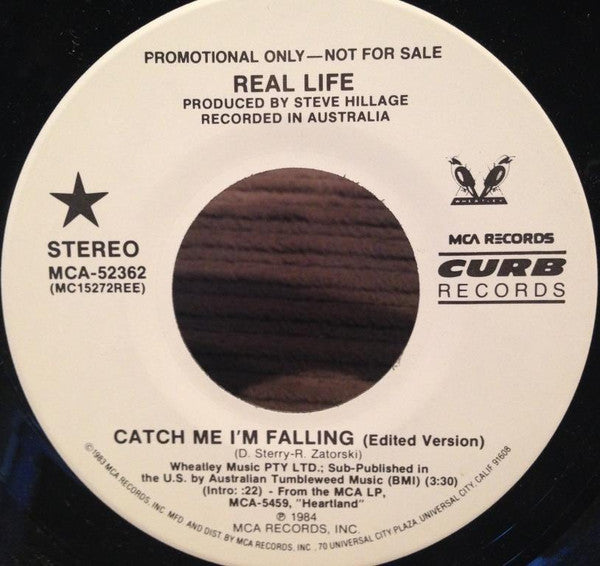 PROMOTIONAL ONLY—NOT FOR SALE
REAL LIFE
PRODUCED BY STEVE HILLAGE
RECORDED IN AUSTRALIA
WHEATLEY
STEREO
MCA-52362
(MC15272REE)
MCA RECORDS
CURB
RECORDS
CATCH ME I'M FALLING (Edited Version)
(D. Sterry-R. Zatorski)
Wheatley Music PTY LTD.; Sub-Published in
the U.S. by Australian Tumbleweed Music (BMI) (3:30)
(Intro: :22) - From the MCA LP,
MCA-5459, "Heartland"
℗ 1984
MCA RECORDS, INC.
©1983 MCA RECORDS, INC. MFD. AND DIST. BY MCA RECORDS, INC., 70 UNIVERSAL CITY PLAZA, UNIVERSAL CITY, CALIF. 91608